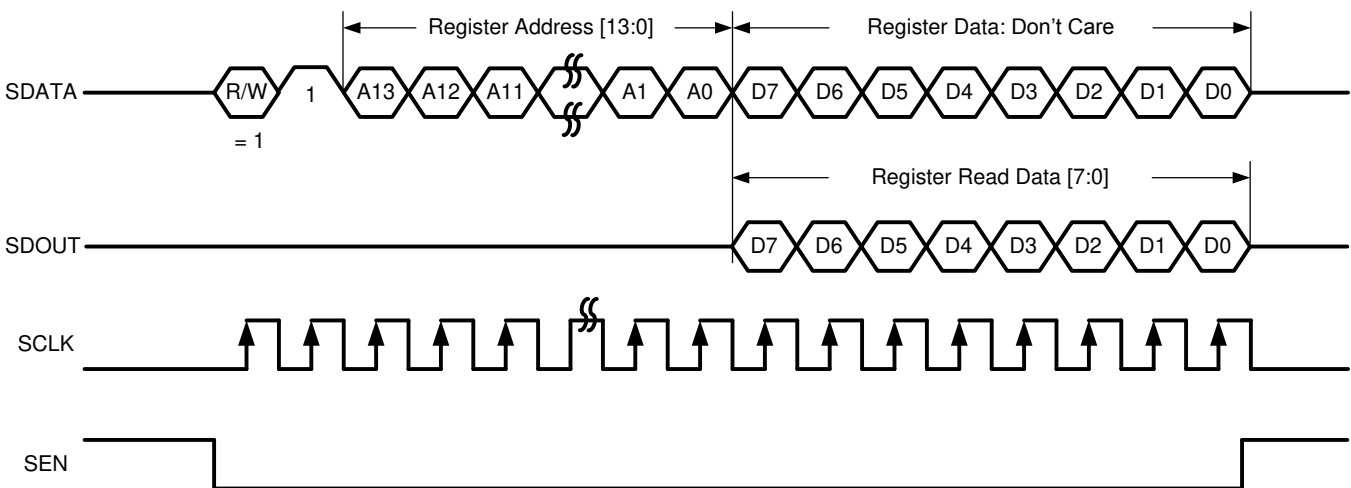 Register Address [13:0] Register Data: Don't Care
SDATA R/W 1 A13 A12 A11 A1 A0 D7 D6 D5 D4 D3 D2 D1 D0
= 1
Register Read Data [7:0]
SDOUT D7 D6 D5 D4 D3 D2 D1 D0
SCLK
SEN